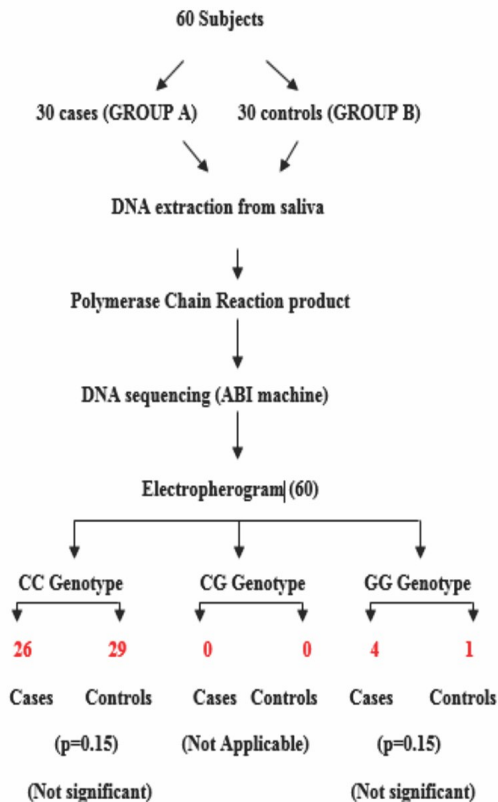 60 Subjects
30 cases (GROUP A) 30 controls (GROUP B)
DNA extraction from saliva
Polymerase Chain Reaction product
DNA sequencing (ABI machine)
Electropherogram (60)
CC Genotype CG Genotype GG Genotype
26 29 0 0 4 1
Cases Controls Cases Controls Cases Controls
(p=0.15) (Not Applicable) (p=0.15)
(Not significant) (Not significant)